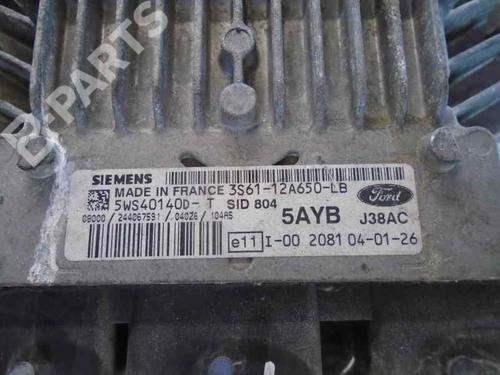 B-PARTS
SIEMENS
MADE IN FRANCE 3S61-12A650-LB
5WS40140D-T SID 804
Ford
08000/244067591/04026/104A5
5AYB J38AC
e11 I-00 2081 04-01-26